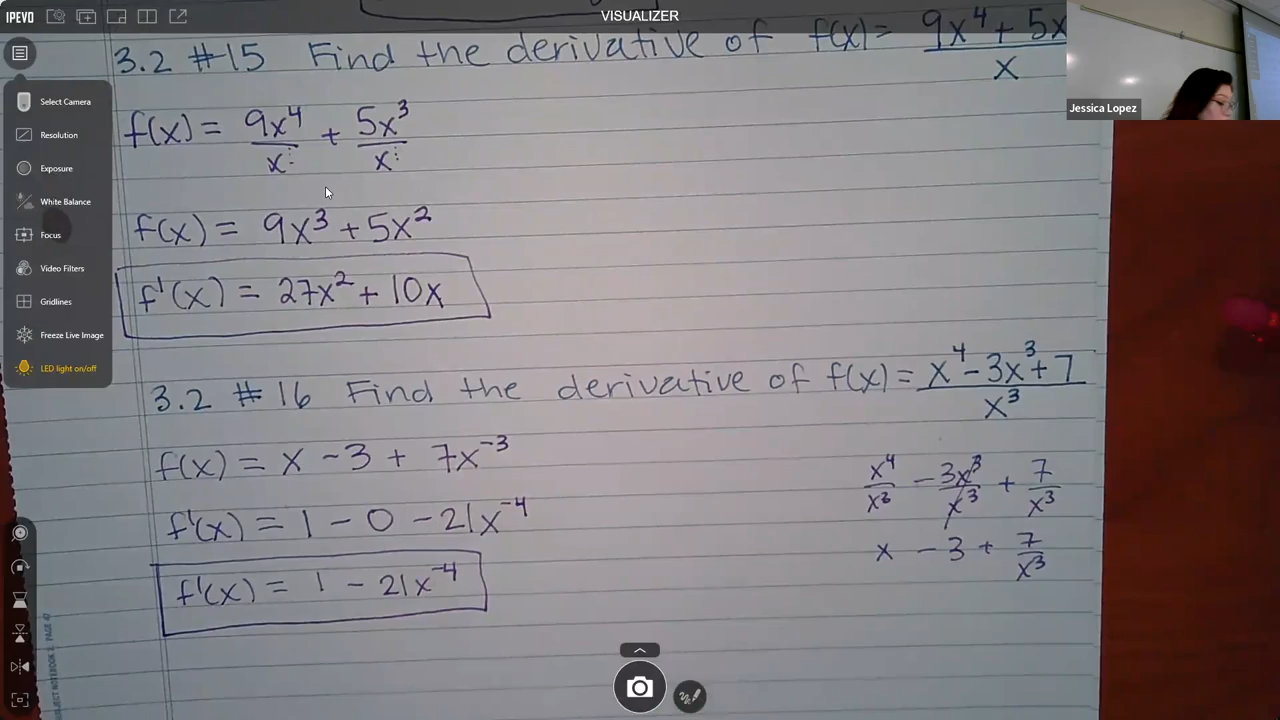 IPEVO
VISUALIZER
Jessica Lopez
Select Camera
Resolution
Exposure
White Balance
Focus
Video Filters
Gridlines
Freeze Live Image
LED light on/off
3.2 #15 Find the derivative of f(x) = (9x⁴ + 5x)/x
f(x) = 9x⁴/x + 5x³/x
f(x) = 9x³ + 5x²
f'(x) = 27x² + 10x
3.2 #16 Find the derivative of f(x) = (x⁴ - 3x³ + 7)/x³
f(x) = x - 3 + 7x⁻³
x⁴/x³ - 3x³/x³ + 7/x³
f'(x) = 1 - 0 - 21x⁻⁴
x - 3 + 7/x³
f'(x) = 1 - 21x⁻⁴